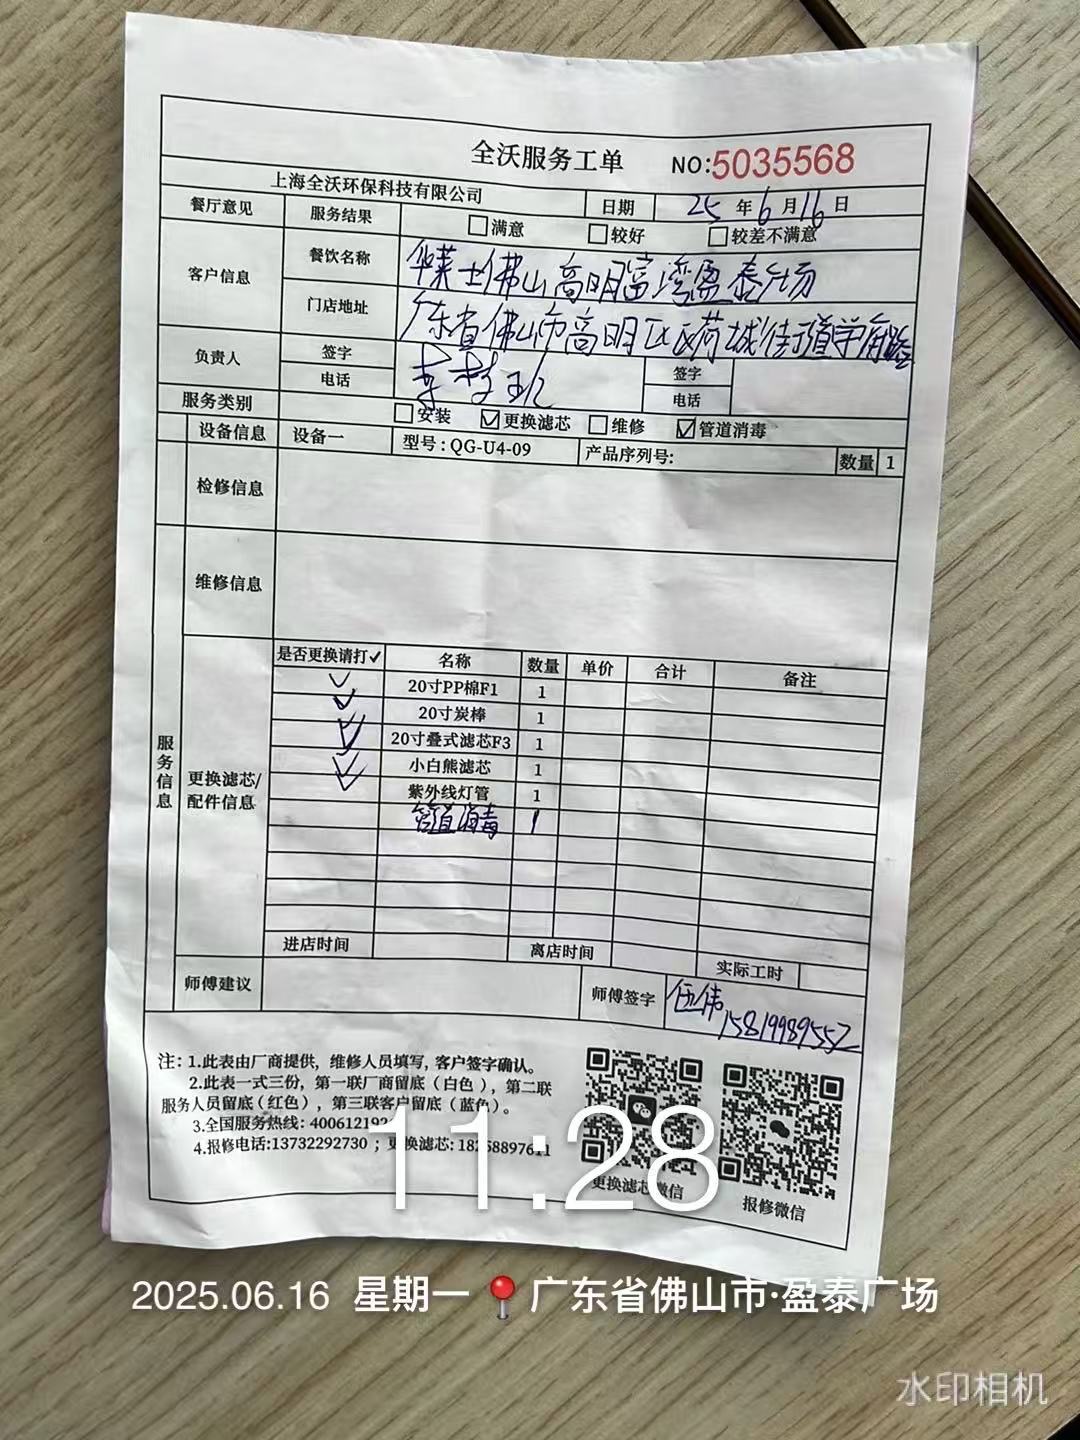 全沃服务工单 NO:5035568
上海全沃环保科技有限公司 日期 25年6月16日
餐厅意见 服务结果 满意 较好 较差不满意
客户信息 餐饮名称 华莱士佛山高明富湾盈泰广场
门店地址 广东省佛山市高明区荷城街道学府路
负责人 签字 签字
电话 电话
服务类别 安装 更换滤芯 维修 管道消毒
设备信息 设备一 型号:QG-U4-09 产品序列号: 数量 1
检修信息
维修信息
服务信息
更换滤芯/
配件信息
是否更换请打✓ 名称 数量 单价 合计 备注
✓ 20寸PP棉F1 1
✓ 20寸炭棒 1
✓ 20寸叠式滤芯F3 1
✓ 小白熊滤芯 1
✓ 紫外线灯管 1
管道消毒 1
进店时间 离店时间 实际工时
师傅建议 师傅签字 伍伟
15819989552
注:1.此表由厂商提供,维修人员填写,客户签字确认。
2.此表一式三份,第一联厂商留底(白色),第二联
服务人员留底(红色),第三联客户留底(蓝色)。
3.全国服务热线:
4.报修电话:13732292730;更换滤芯:
更换滤芯微信 报修微信
11:28
2025.06.16 星期一 广东省佛山市·盈泰广场
水印相机